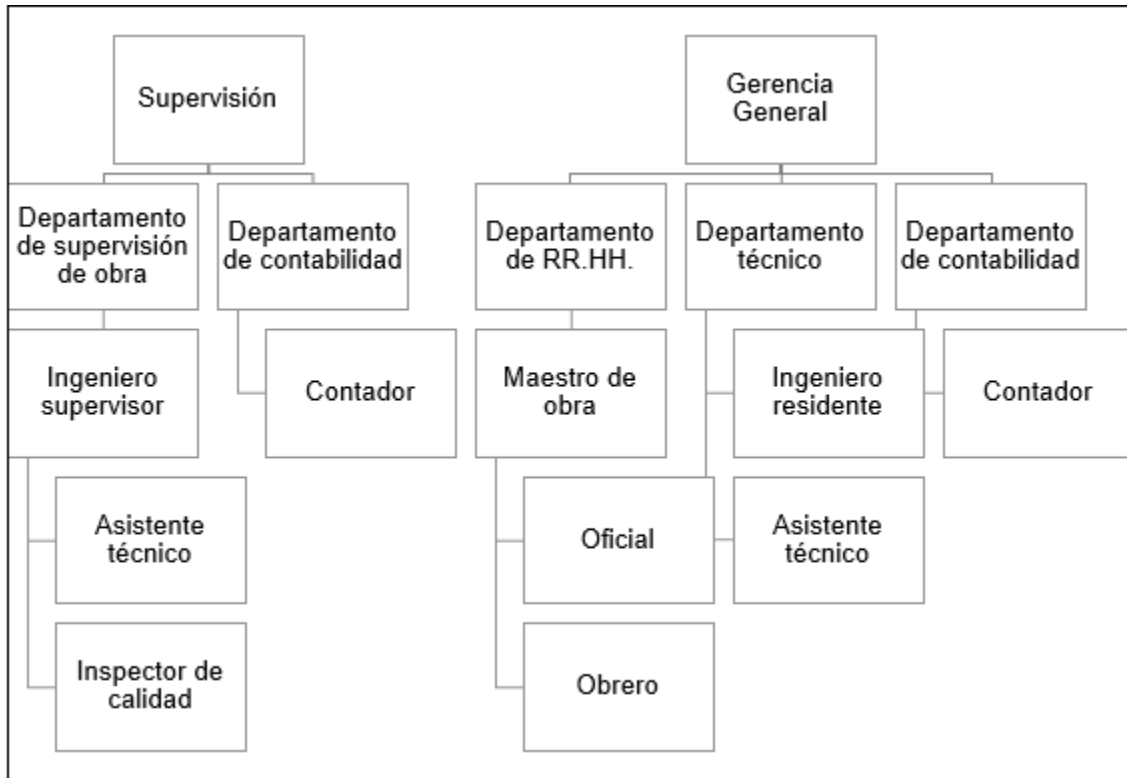 Supervisión
Gerencia
General
Departamento
de supervisión
de obra
Departamento
de contabilidad
Departamento
de RR.HH.
Departamento
técnico
Departamento
de contabilidad
Ingeniero
supervisor
Contador
Maestro de
obra
Ingeniero
residente
Contador
Asistente
técnico
Oficial
Asistente
técnico
Inspector de
calidad
Obrero